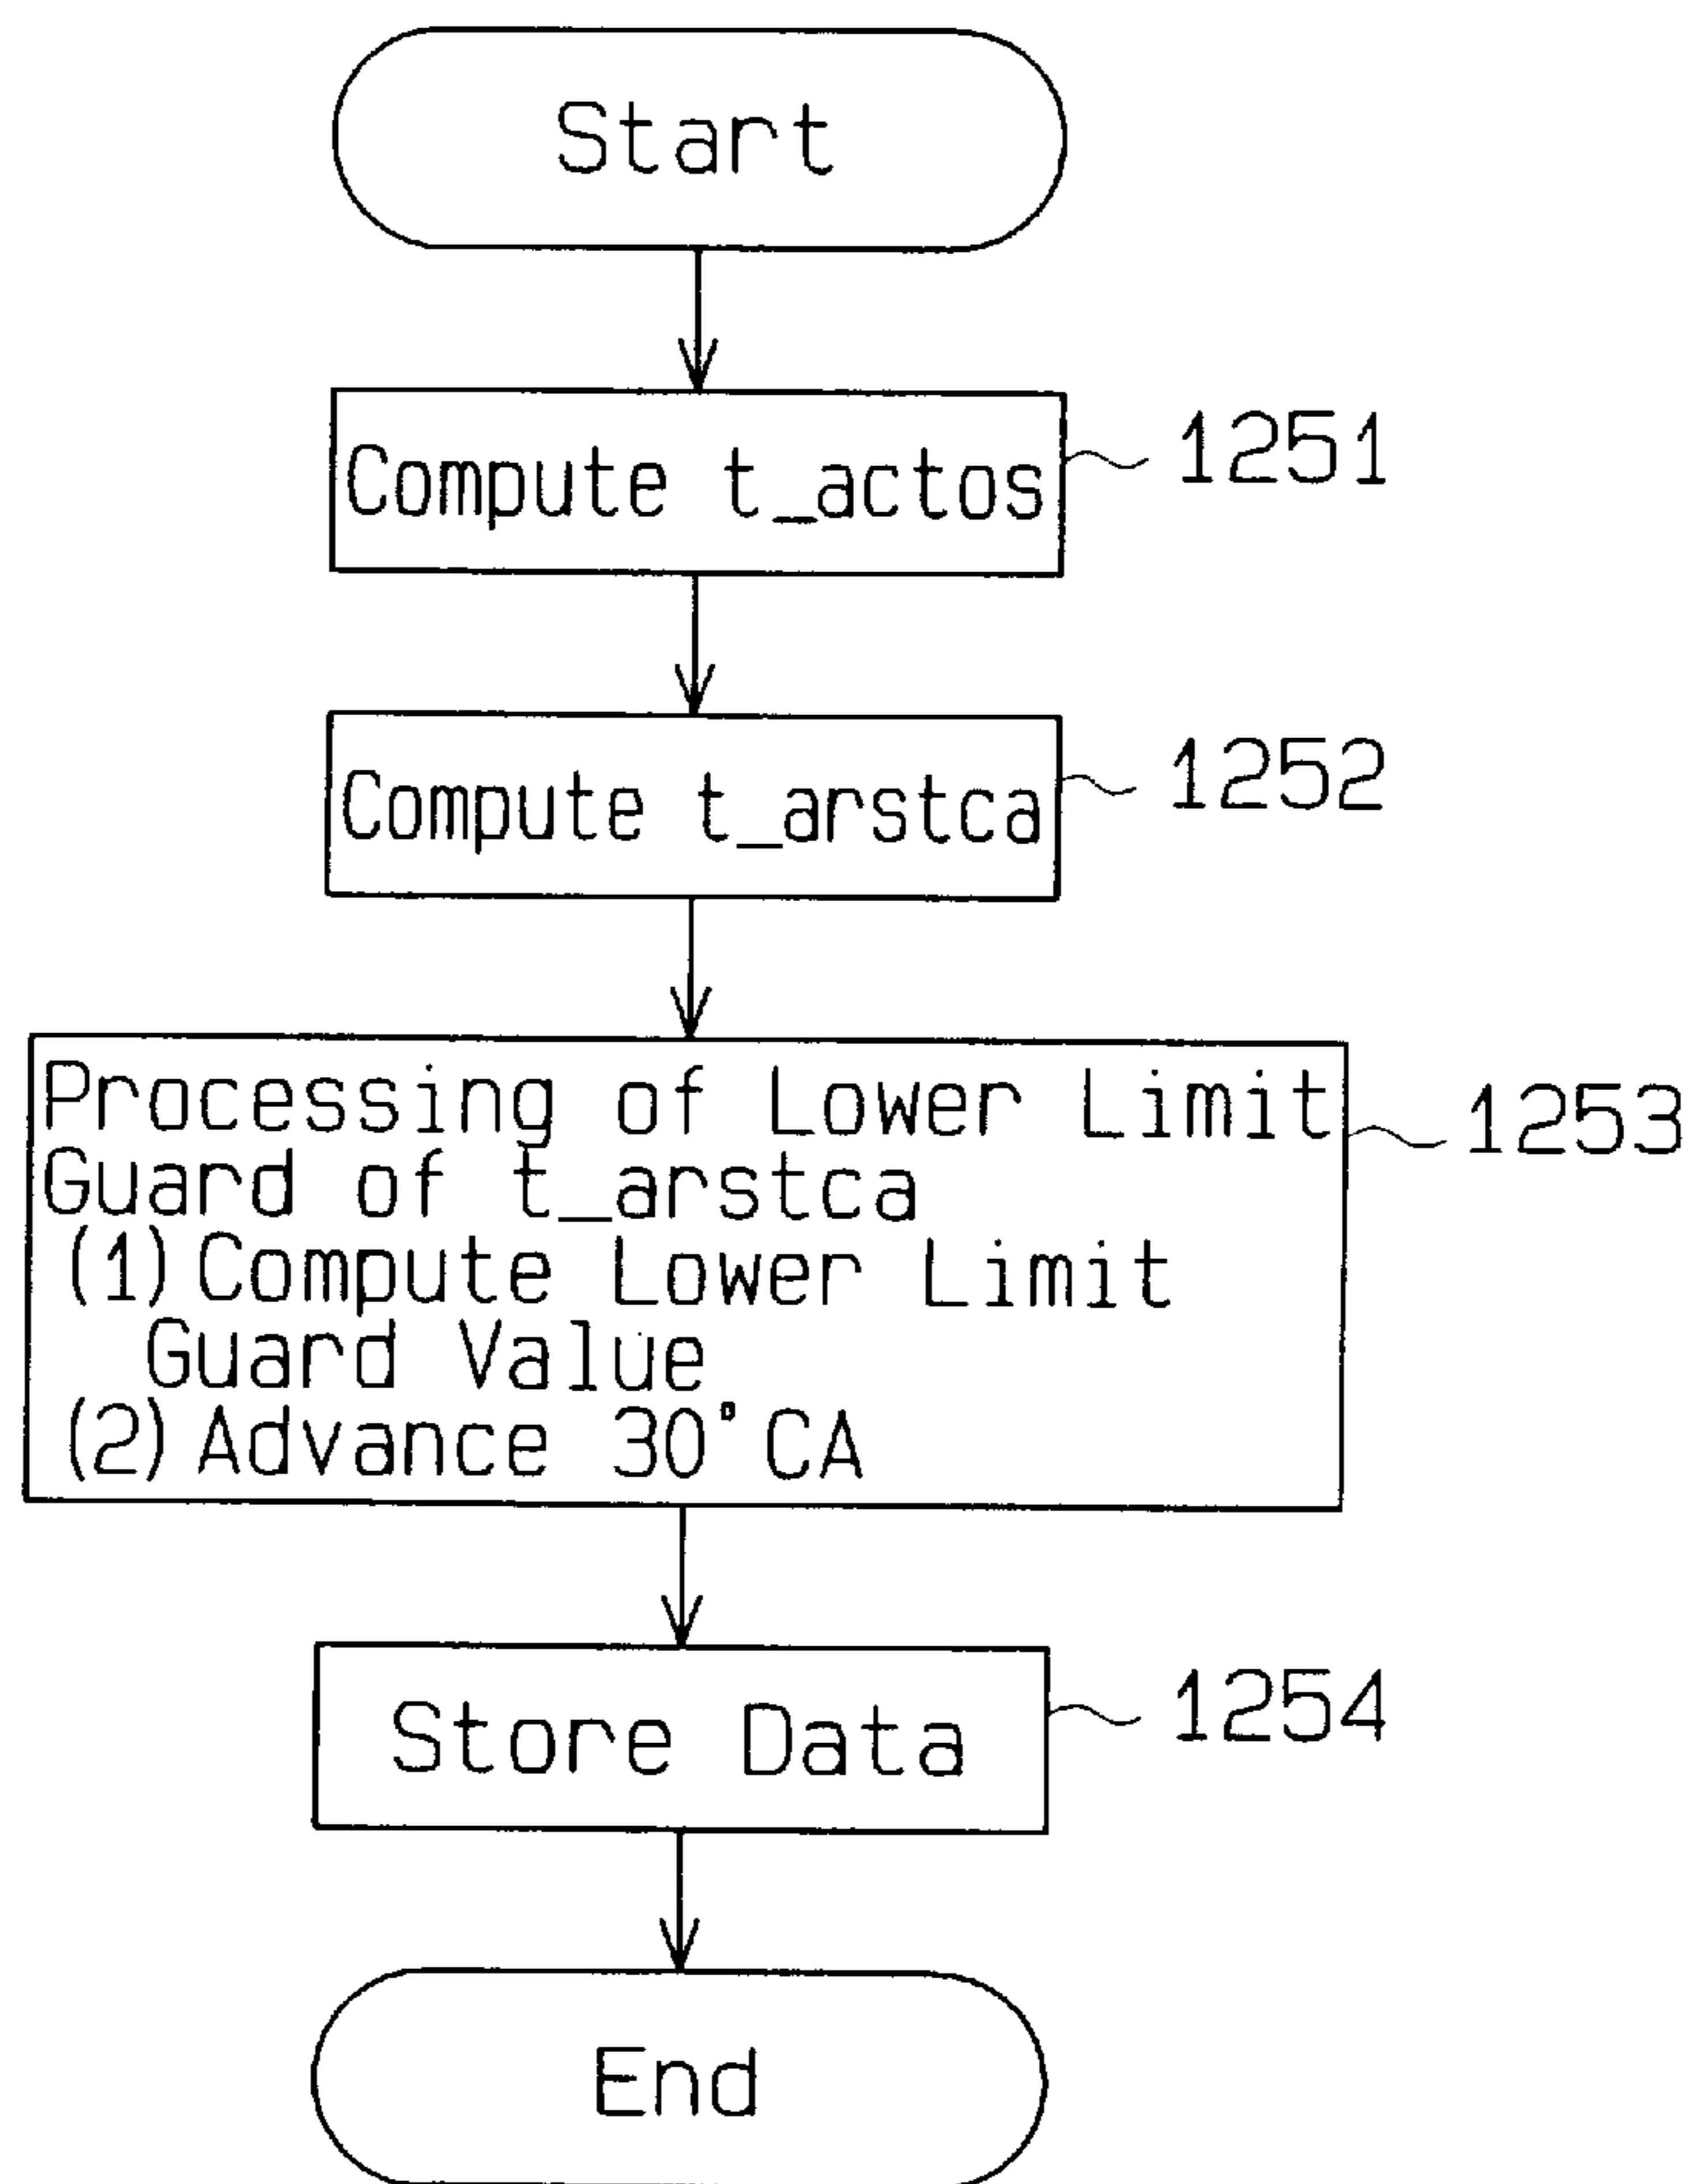 Start
Compute t_actos
1251
Compute t_arstca
1252
Processing of Lower Limit
Guard of t_arstca
(1)Compute Lower Limit
Guard Value
(2)Advance 30°CA
1253
Store Data
1254
End